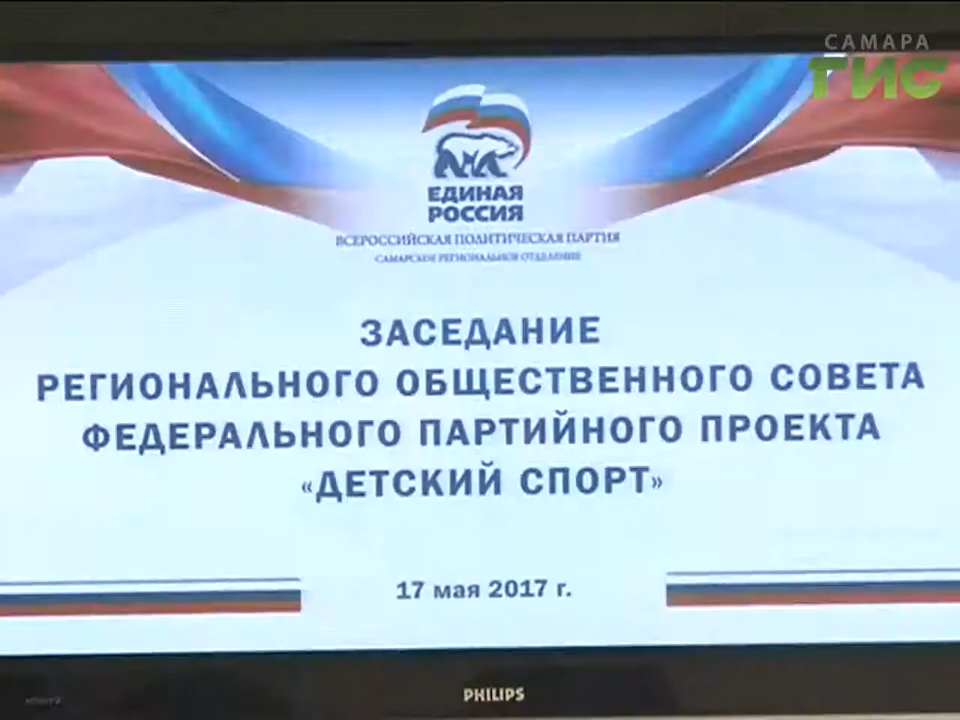 САМАРА
ГИС
ЕДИНАЯ
РОССИЯ
ВСЕРОССИЙСКАЯ ПОЛИТИЧЕСКАЯ ПАРТИЯ
САМАРСКОЕ РЕГИОНАЛЬНОЕ ОТДЕЛЕНИЕ
ЗАСЕДАНИЕ
РЕГИОНАЛЬНОГО ОБЩЕСТВЕННОГО СОВЕТА
ФЕДЕРАЛЬНОГО ПАРТИЙНОГО ПРОЕКТА
«ДЕТСКИЙ СПОРТ»
17 мая 2017 г.
PHILIPS